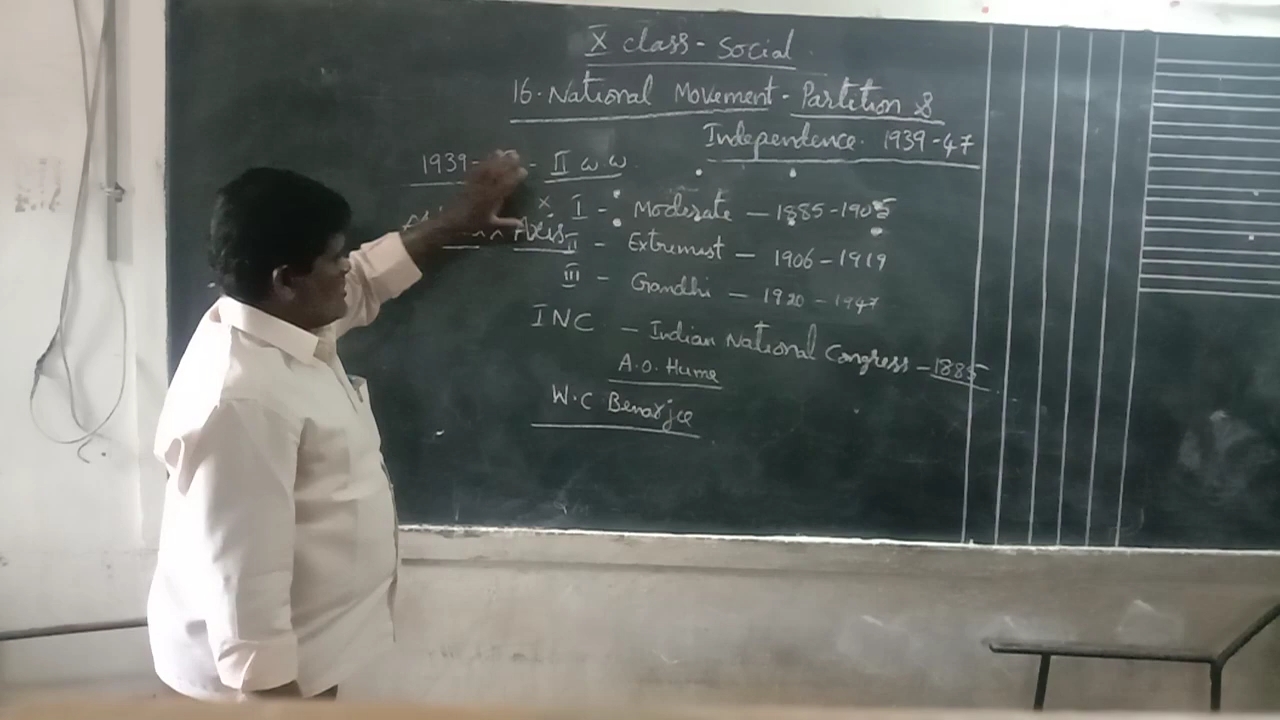 X class - Social
16. National Movement - Partition &
Independence. 1939-47
1939- - II W W
Axis
I - Moderate - 1885-1905
II - Extremist - 1906-1919
III - Gandhi - 1920-1947
INC - Indian National Congress - 1885
A.O. Hume
W.C Benarjee